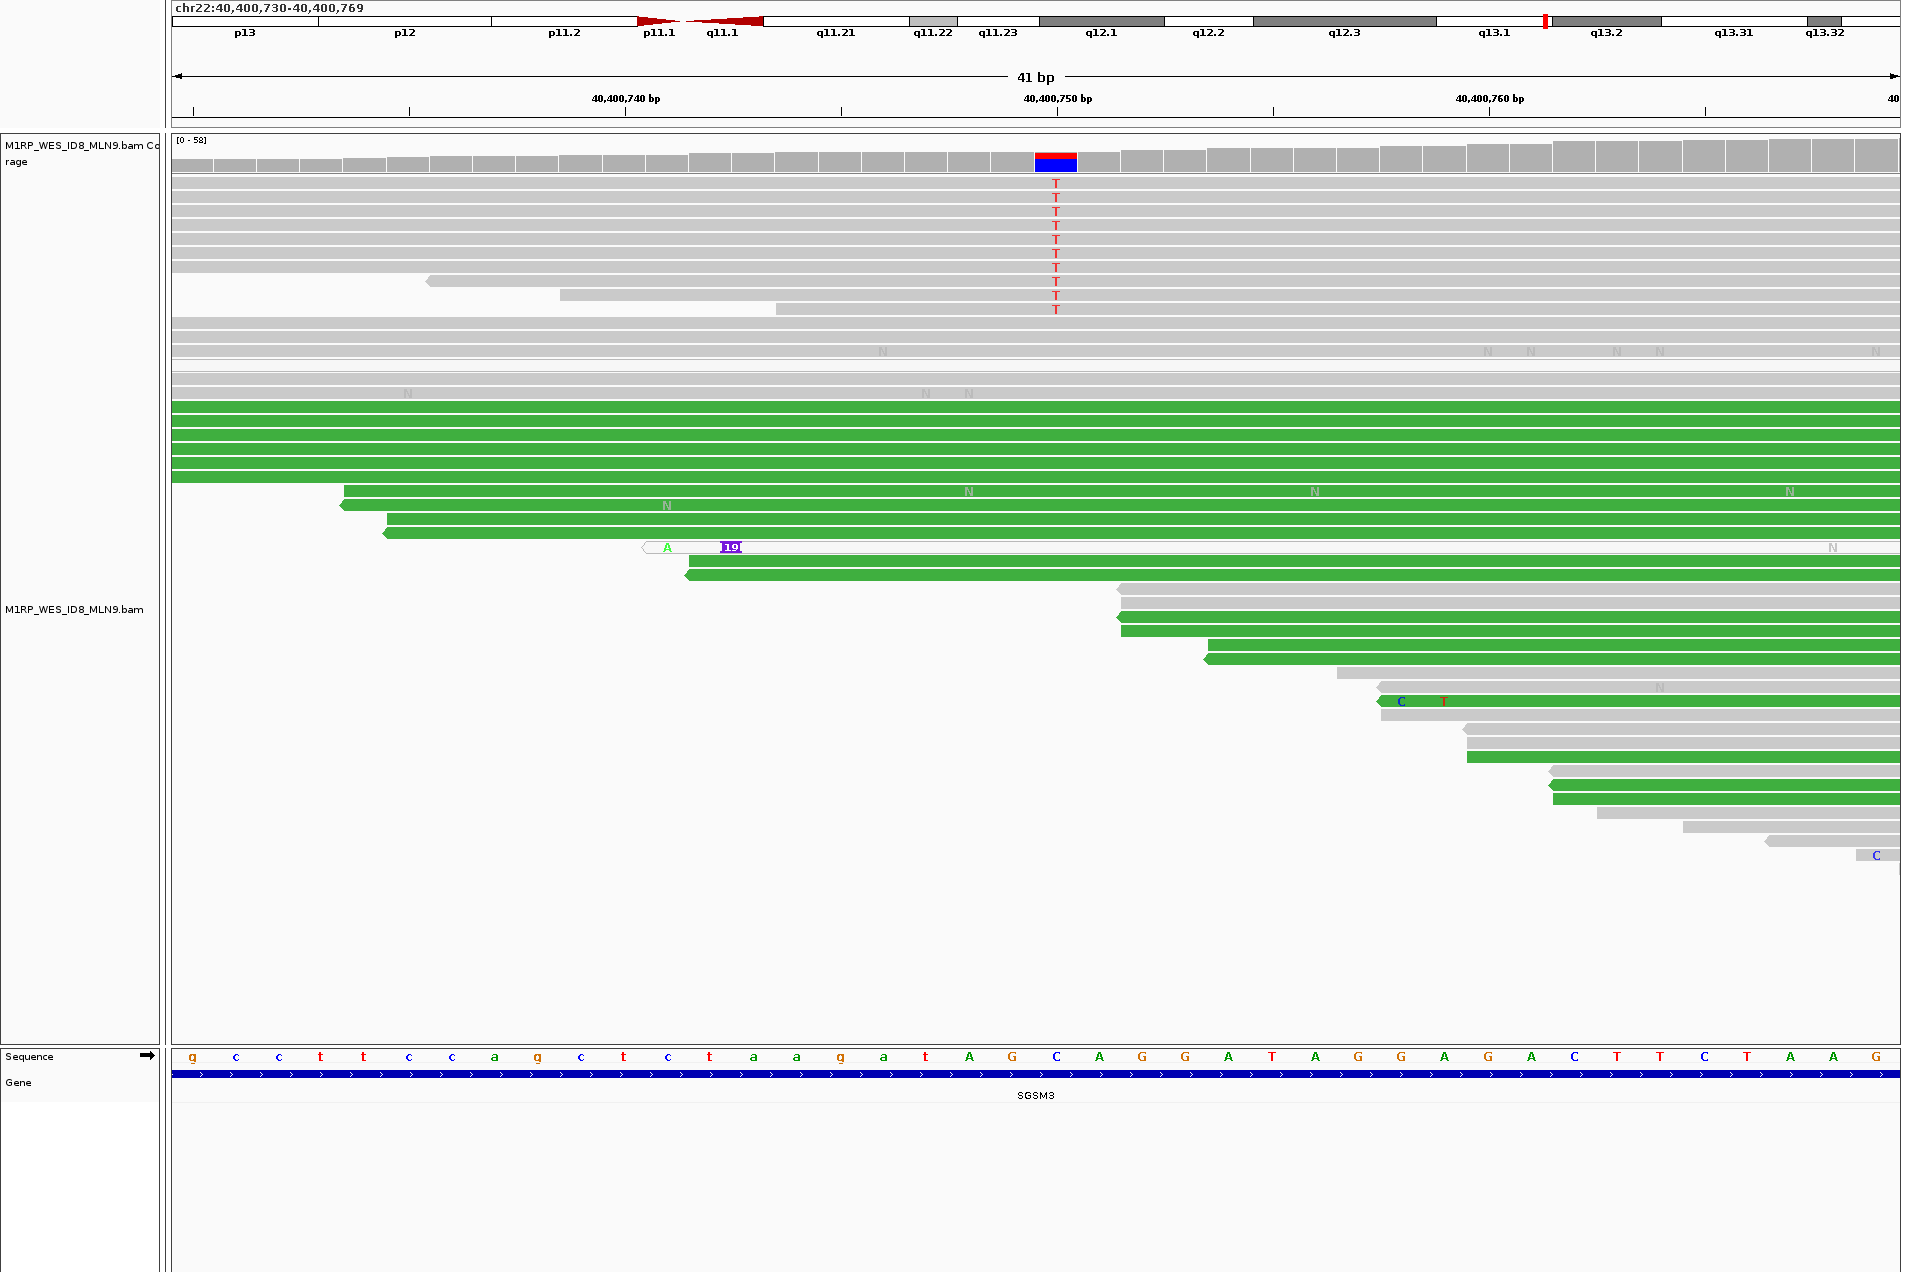 chr22:40,400,730-40,400,769
p13 p12 p11.2 p11.1 q11.1 q11.21 q11.22 q11.23 q12.1 q12.2 q12.3 q13.1 q13.2 q13.31 q13.32
41 bp
40,400,740 bp 40,400,750 bp 40,400,760 bp 40
M1RP_WES_ID8_MLN9.bam Co
rage
[0 - 58]
T
T
T
T
T
T
T
T
T
T
N N N N N N
N N N
N N N
N
A 19 N
M1RP_WES_ID8_MLN9.bam
N
C T
C
Sequence
g c c t t c c a g c t c t a a g a t A G C A G G A T A G G A G A C T T C T A A G
Gene
SGSM3